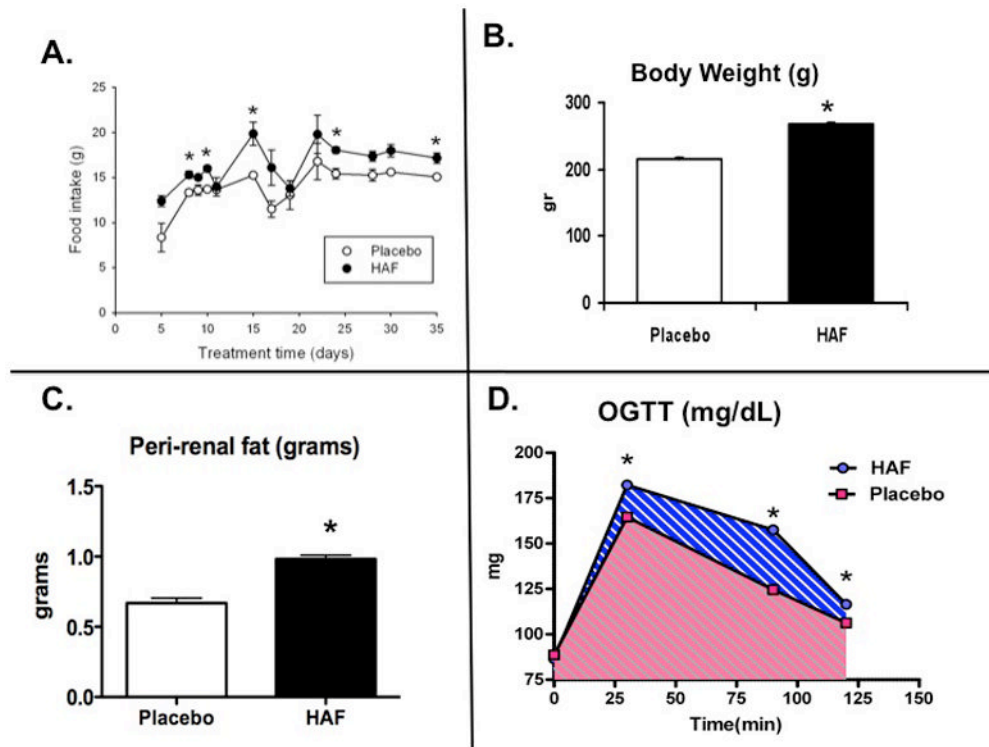 A.
Food intake (g)
25
20
15
10
5
0
* * * * *
Placebo
HAF
0 5 10 15 20 25 30 35
Treatment time (days)
B.
Body Weight (g)
gr
300
200
100
0
*
Placebo HAF
C.
Peri-renal fat (grams)
grams
1.5
1.0
0.5
0.0
*
Placebo HAF
D.
OGTT (mg/dL)
mg
200
175
150
125
100
75
* * *
HAF
Placebo
0 25 50 75 100 125 150
Time(min)